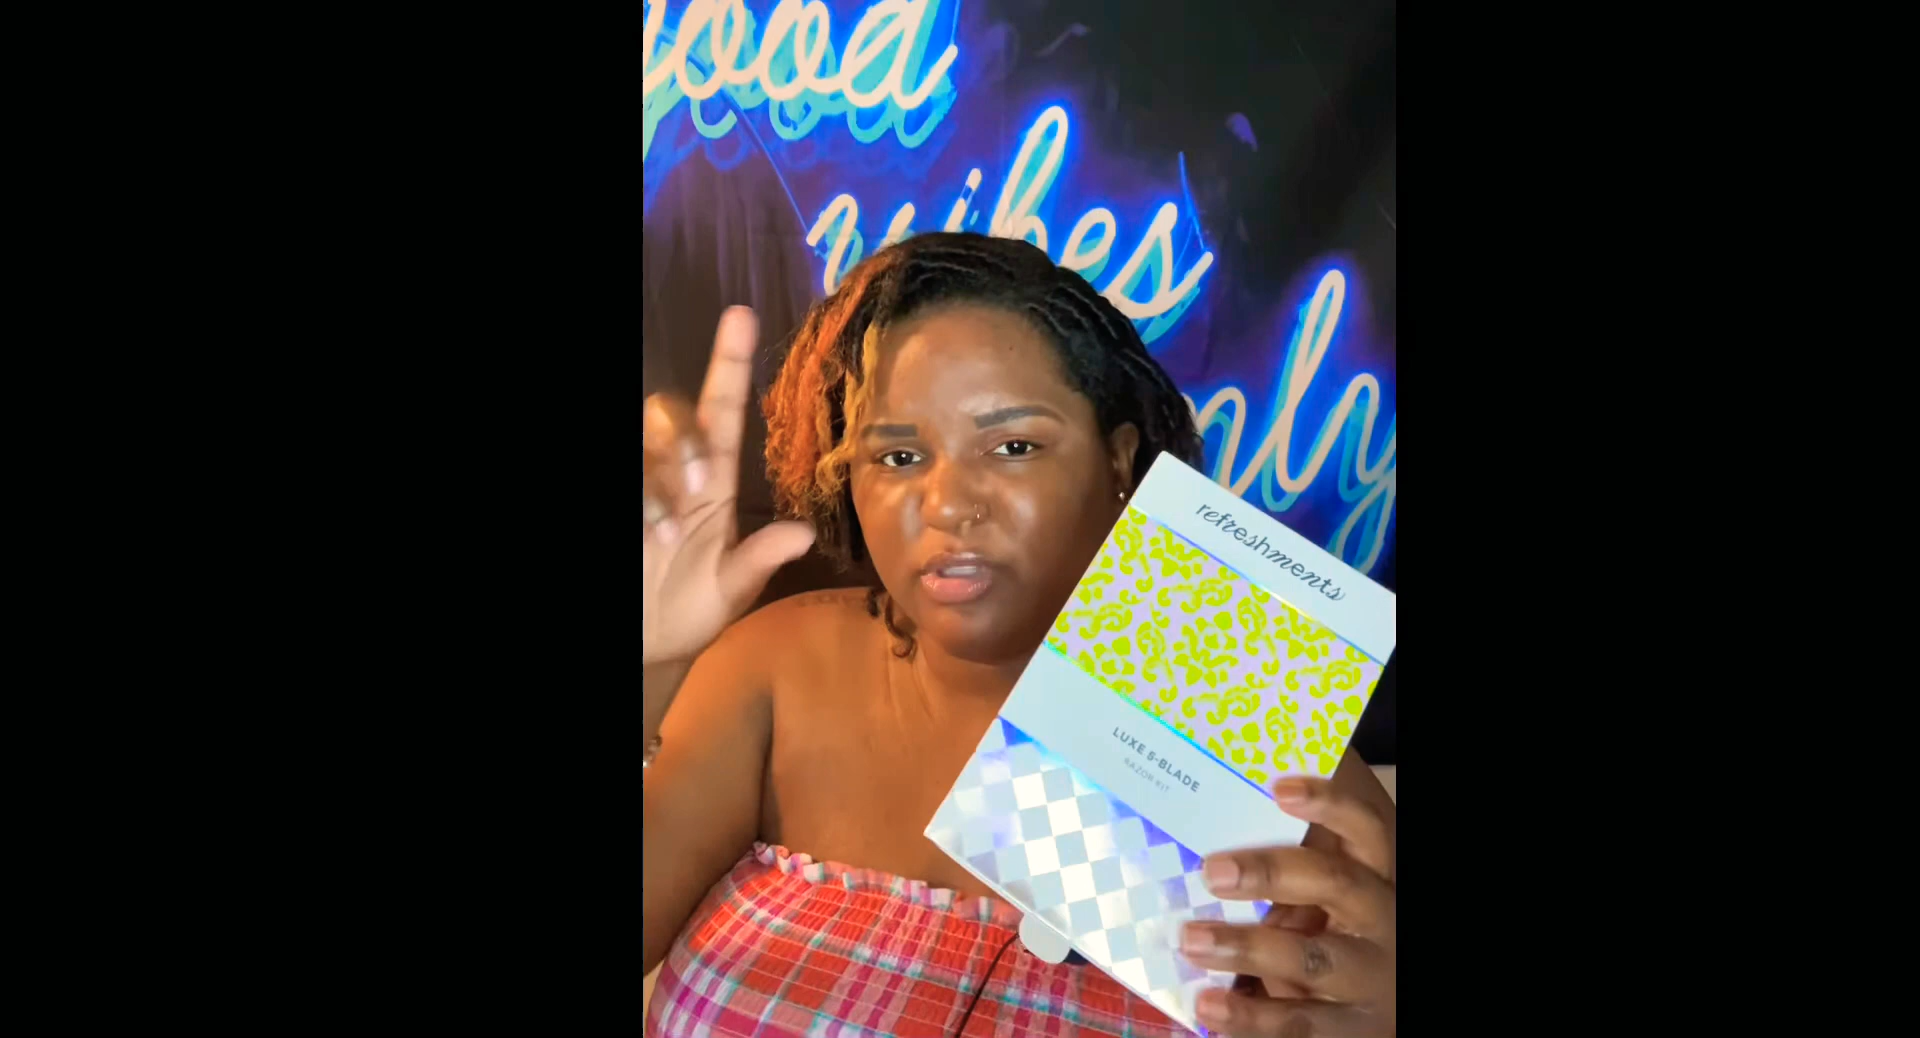 good
vibes
only
refreshments
LUXE 5-BLADE
RAZOR KIT